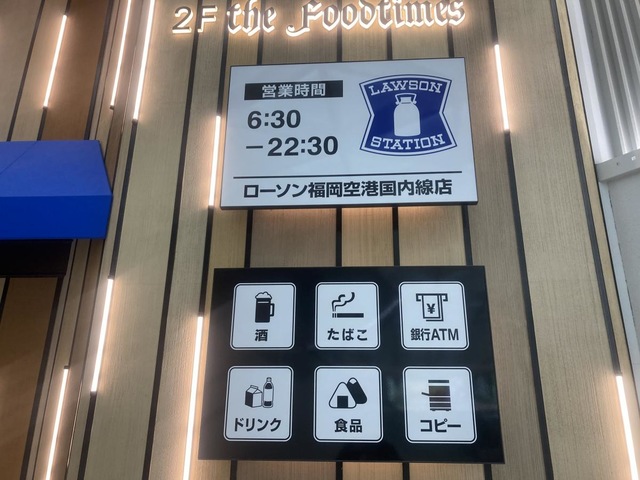 2F the Foodtimes
営業時間
6:30
－22:30
LAWSON
STATION
ローソン福岡空港国内線店
酒
たばこ
¥
銀行ATM
ドリンク
食品
コピー